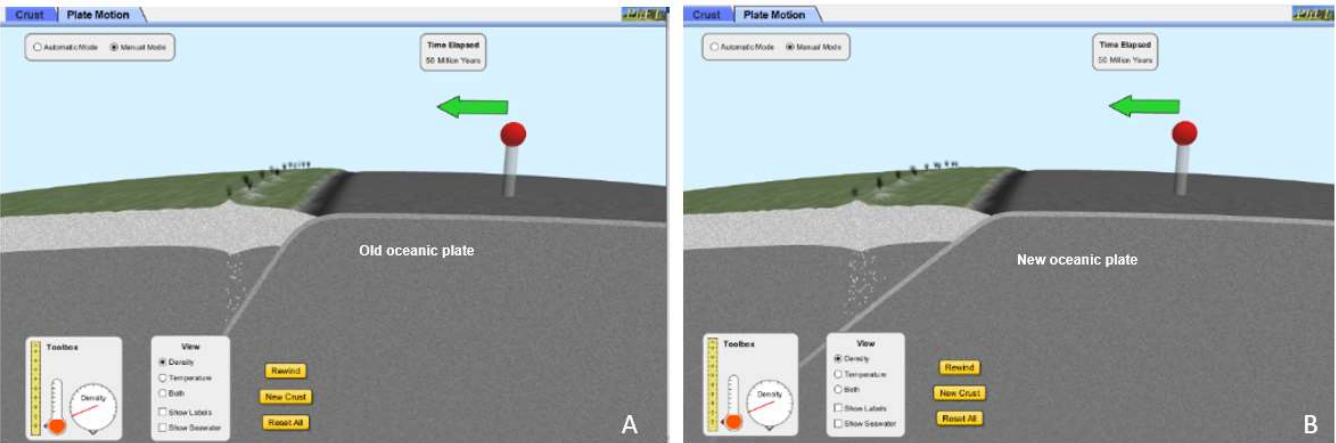 Crust Plate Motion
Automatic Mode Manual Mode
Time Elapsed
50 Million Years
Old oceanic plate
Toolbox
Density
View
Density
Temperature
Both
Show Labels
Show Seawater
Rewind
New Crust
Reset All
A
Crust Plate Motion
PhET
Automatic Mode Manual Mode
Time Elapsed
50 Million Years
New oceanic plate
Toolbox
Density
View
Density
Temperature
Both
Show Labels
Show Seawater
Rewind
New Crust
Reset All
B